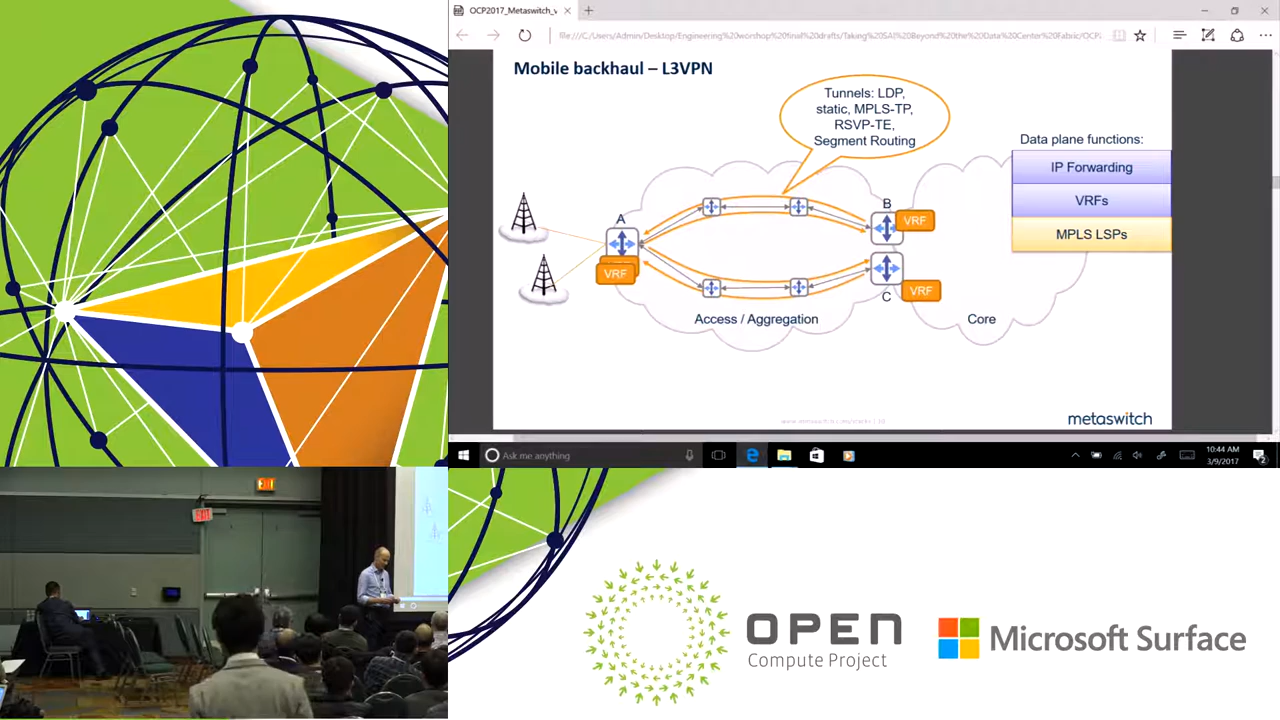 OCP2017_Metaswitch_v
Mobile backhaul – L3VPN
Tunnels: LDP,
static, MPLS-TP,
RSVP-TE,
Segment Routing
Data plane functions:
IP Forwarding
VRFs
MPLS LSPs
A
VRF
B
VRF
C
VRF
Access / Aggregation
Core
metaswitch
Ask me anything
10:44 AM
3/9/2017
2
OPEN
Compute Project
Microsoft Surface